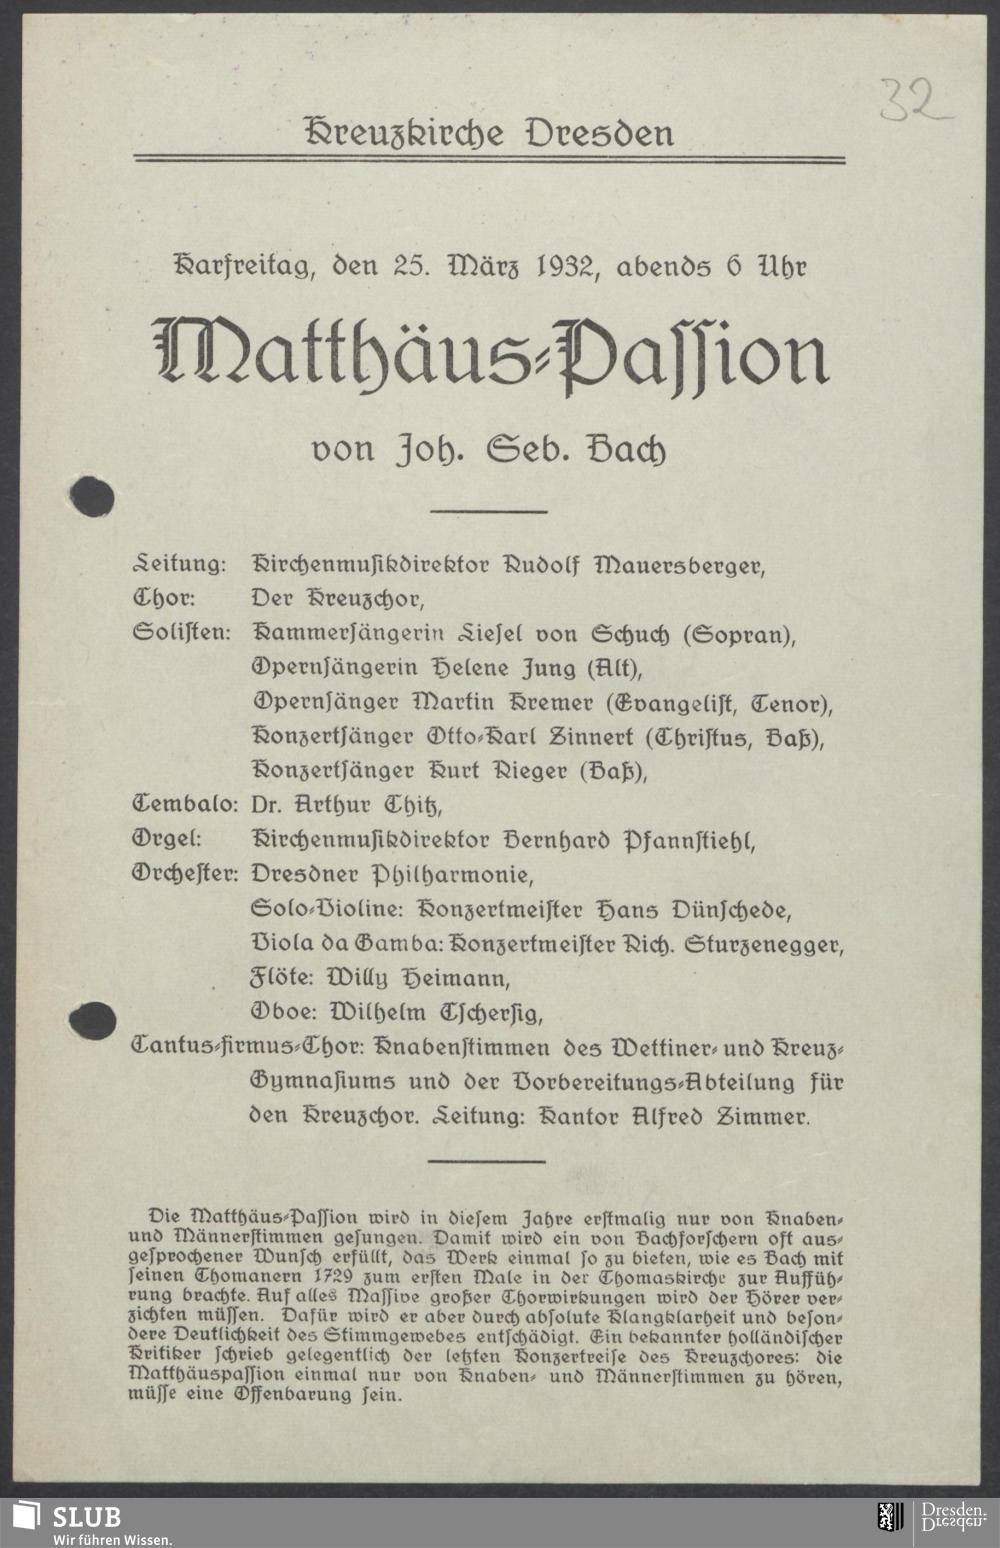 32
Kreuzkirche Dresden
Karfreitag, den 25. März 1932, abends 6 Uhr
Matthäus-Passion
von Joh. Seb. Bach
Leitung: Kirchenmusikdirektor Rudolf Mauersberger,
Chor: Der Kreuzchor,
Solisten: Kammersängerin Liesel von Schuch (Sopran),
Opernsängerin Helene Jung (Alt),
Opernsänger Martin Kremer (Evangelist, Tenor),
Konzertsänger Otto-Karl Zinnert (Christus, Baß),
Konzertsänger Kurt Rieger (Baß),
Cembalo: Dr. Arthur Chitz,
Orgel: Kirchenmusikdirektor Bernhard Pfannstiehl,
Orchester: Dresdner Philharmonie,
Solo-Violine: Konzertmeister Hans Dünschede,
Viola da Gamba: Konzertmeister Rich. Sturzenegger,
Flöte: Willy Heimann,
Oboe: Wilhelm Tschersig,
Cantus-firmus-Chor: Knabenstimmen des Wettiner- und Kreuz-
Gymnasiums und der Vorbereitungs-Abteilung für
den Kreuzchor. Leitung: Kantor Alfred Zimmer.
Die Matthäus-Passion wird in diesem Jahre erstmalig nur von Knaben-
und Männerstimmen gesungen. Damit wird ein von Bachforschern oft aus-
gesprochener Wunsch erfüllt, das Werk einmal so zu bieten, wie es Bach mit
seinen Thomanern 1729 zum ersten Male in der Thomaskirche zur Auffüh-
rung brachte. Auf alles Massive großer Chorwirkungen wird der Hörer ver-
zichten müssen. Dafür wird er aber durch absolute Klangklarheit und beson-
dere Deutlichkeit des Stimmgewebes entschädigt. Ein bekannter holländischer
Kritiker schrieb gelegentlich der letzten Konzertreise des Kreuzchores: die
Matthäuspassion einmal nur von Knaben- und Männerstimmen zu hören,
müsse eine Offenbarung sein.
SLUB
Wir führen Wissen.
Dresden.
Dresden.